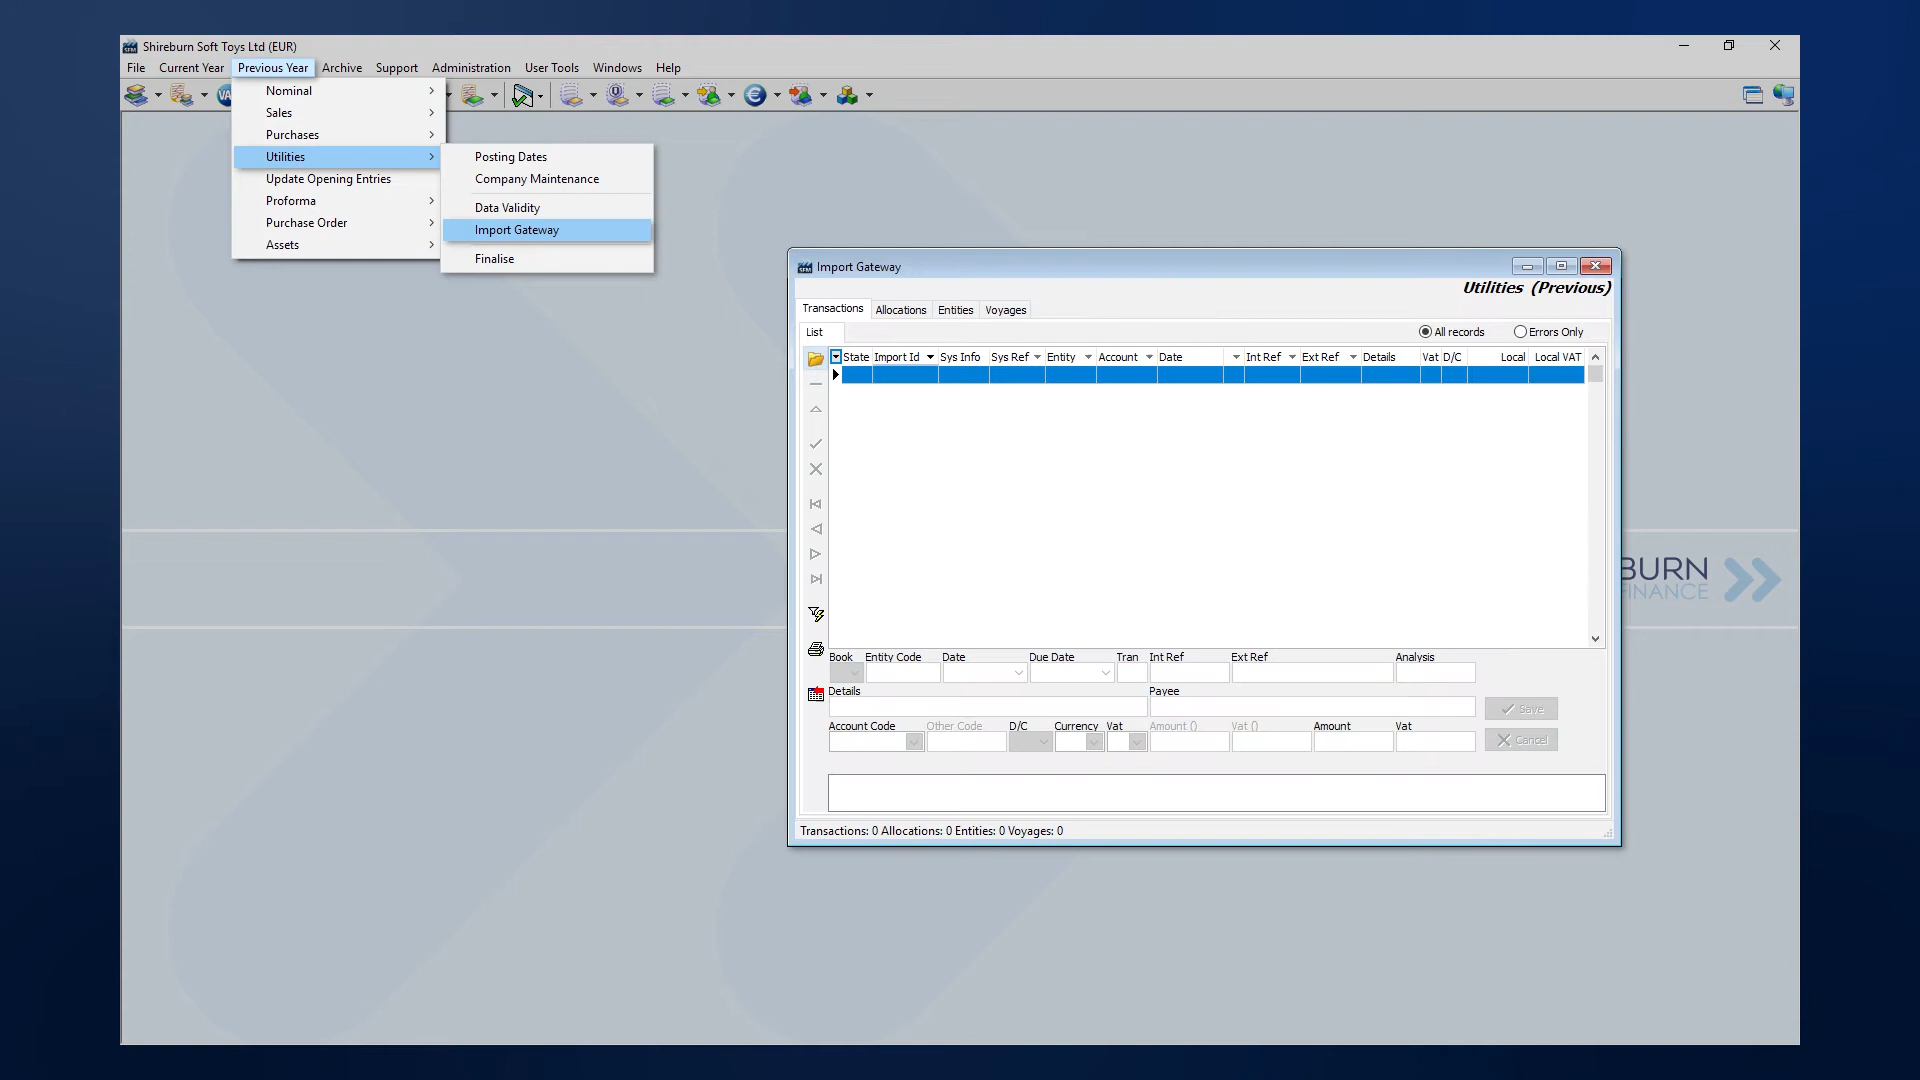 Shireburn Soft Toys Ltd (EUR)
File Current Year Previous Year Archive Support Administration User Tools Windows Help
Nominal
Sales
Purchases
Utilities
Update Opening Entries
Proforma
Purchase Order
Assets
Posting Dates
Company Maintenance
Data Validity
Import Gateway
Finalise
Import Gateway
Utilities (Previous)
Transactions Allocations Entities Voyages
List All records Errors Only
State Import Id Sys Info Sys Ref Entity Account Date Int Ref Ext Ref Details Vat D/C Local Local VAT
Book Entity Code Date Due Date Tran Int Ref Ext Ref Analysis
Details Payee
Save
Account Code Other Code D/C Currency Vat Amount () Vat () Amount Vat
Cancel
Transactions: 0 Allocations: 0 Entities: 0 Voyages: 0
BURN
FINANCE